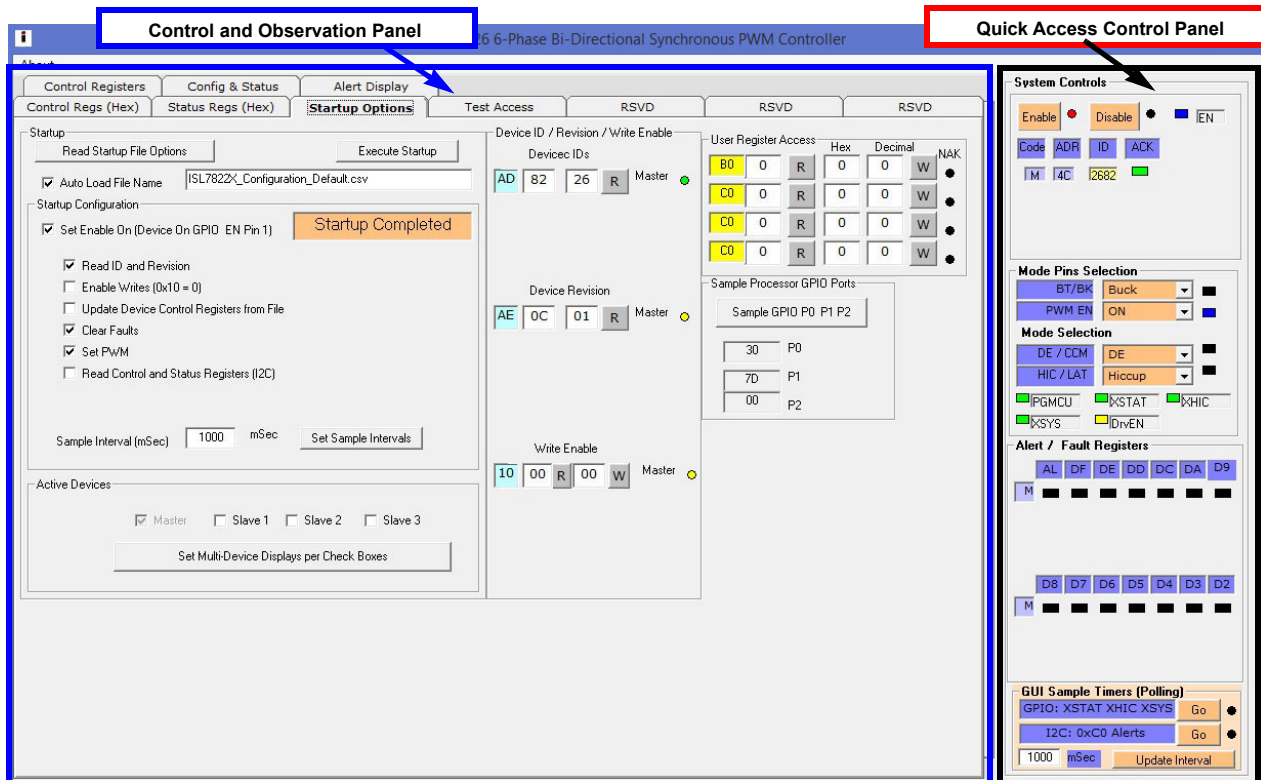 Control and Observation Panel
Quick Access Control Panel
26 6-Phase Bi-Directional Synchronous PWM Controller
About
Control Registers
Config & Status
Alert Display
Control Regs (Hex)
Status Regs (Hex)
Startup Options
Test Access
RSVD
RSVD
RSVD
Startup
Read Startup File Options
Execute Startup
Auto Load File Name
ISL7822X_Configuration_Default.csv
Startup Configuration
Set Enable On (Device On GPIO EN Pin 1)
Startup Completed
Read ID and Revision
Enable Writes (0x10 = 0)
Update Device Control Registers from File
Clear Faults
Set PWM
Read Control and Status Registers (I2C)
Sample Interval (mSec)
1000
mSec
Set Sample Intervals
Active Devices
Master
Slave 1
Slave 2
Slave 3
Set Multi-Device Displays per Check Boxes
Device ID / Revision / Write Enable
Devicec IDs
AD 82 26 R Master
Device Revision
AE 0C 01 R Master
Write Enable
10 00 R 00 W Master
User Register Access
Hex Decimal NAK
B0 0 R 0 0 W
C0 0 R 0 0 W
C0 0 R 0 0 W
C0 0 R 0 0 W
Sample Processor GPIO Ports
Sample GPIO P0 P1 P2
30 P0
7D P1
00 P2
System Controls
Enable
Disable
EN
Code ADR ID ACK
M 4C 2682
Mode Pins Selection
BT/BK Buck
PWM EN ON
Mode Selection
DE / CCM DE
HIC / LAT Hiccup
PGMCU XSTAT XHIC
XSYS DrvEN
Alert / Fault Registers
AL DF DE DD DC DA D9
M
D8 D7 D6 D5 D4 D3 D2
M
GUI Sample Timers (Polling)
GPIO: XSTAT XHIC XSYS Go
I2C: 0xC0 Alerts Go
1000 mSec Update Interval